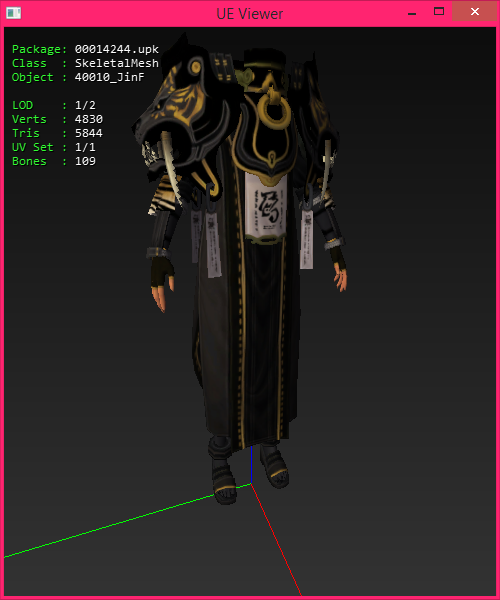 UE Viewer
Package: 00014244.upk
Class : SkeletalMesh
Object : 40010_JinF
LOD : 1/2
Verts : 4830
Tris : 5844
UV Set : 1/1
Bones : 109